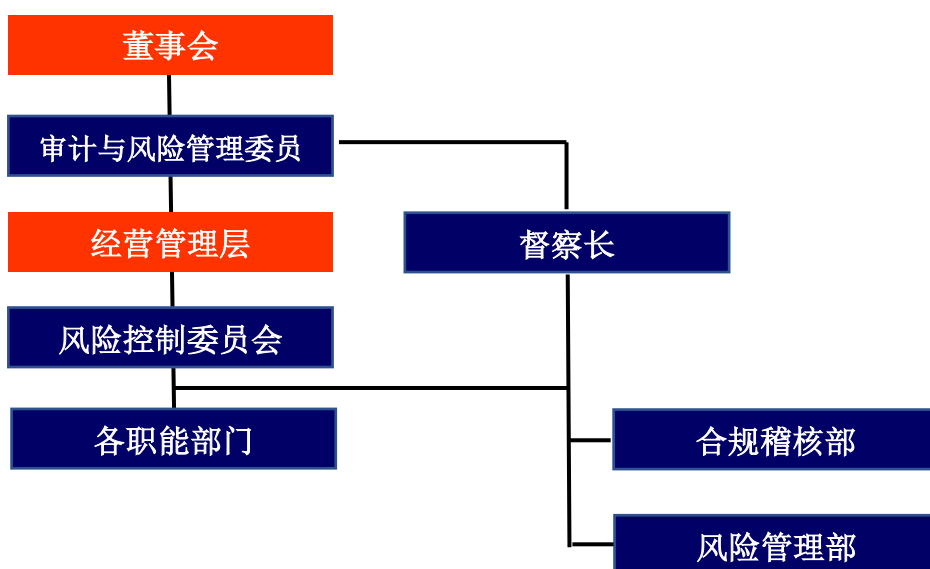 董事会
审计与风险管理委员
经营管理层
督察长
风险控制委员会
各职能部门
合规稽核部
风险管理部